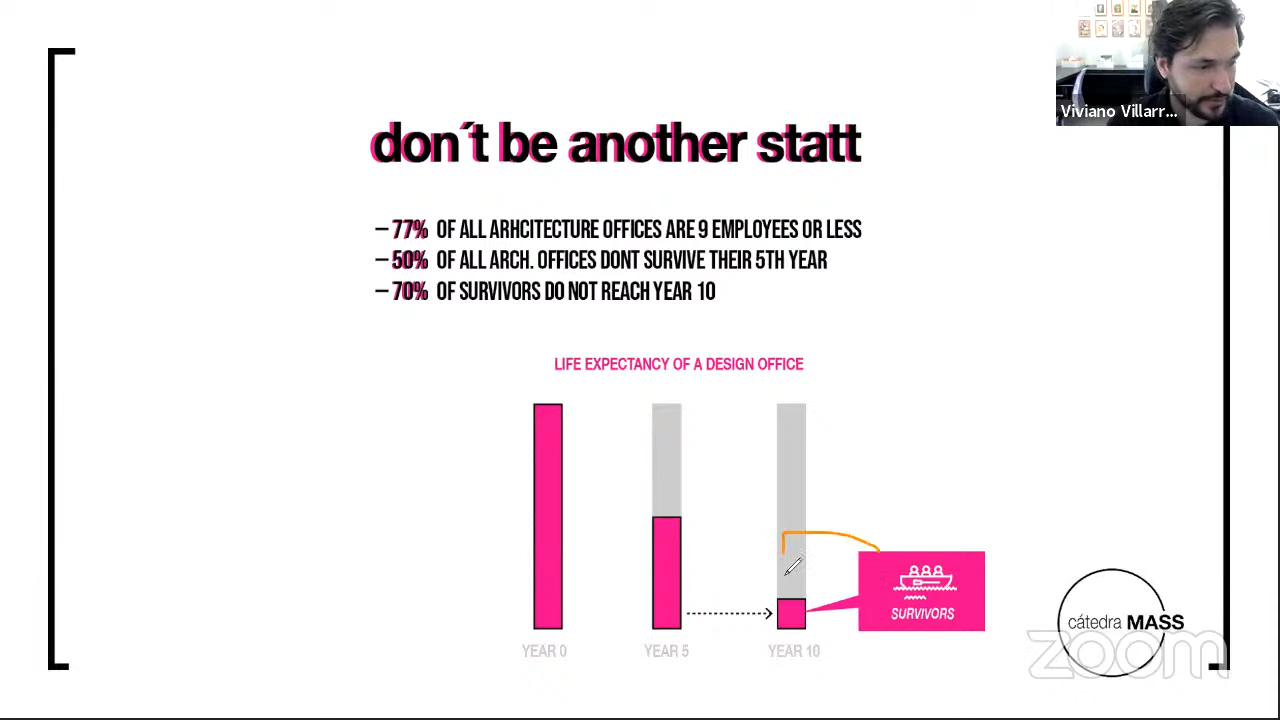 Viviano Villarr...
don´t be another statt
– 77% OF ALL ARHCITECTURE OFFICES ARE 9 EMPLOYEES OR LESS
– 50% OF ALL ARCH. OFFICES DONT SURVIVE THEIR 5TH YEAR
– 70% OF SURVIVORS DO NOT REACH YEAR 10
LIFE EXPECTANCY OF A DESIGN OFFICE
SURVIVORS
YEAR 0 YEAR 5 YEAR 10
cátedra MASS
zoom